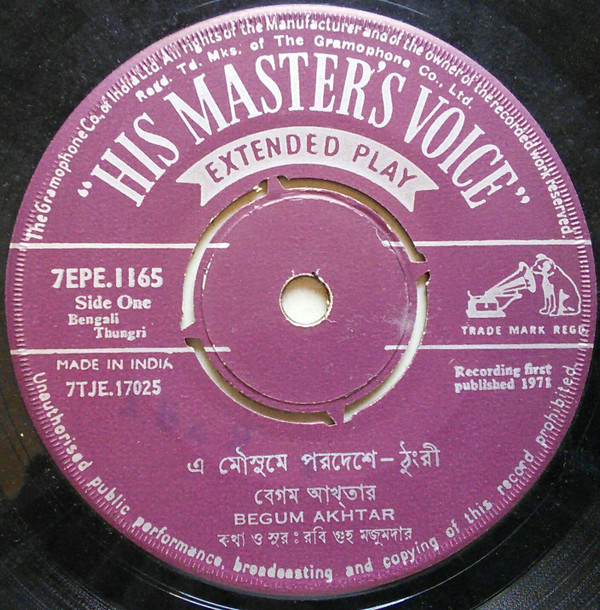 The Gramophone Co. of India Ltd. All rights of the Manufacturer and of the owner of the recorded work reserved
Regd. Td. Mks. of The Gramophone Co., Ltd.
"HIS MASTER'S VOICE"
EXTENDED PLAY
7EPE.1165
Side One
Bengali
Thungri
TRADE MARK REGD
MADE IN INDIA
7TJE.17025
Recording first
published 1971
এ মৌসুমে পরদেশে - ঠুংরী
বেগম আখতার
BEGUM AKHTAR
কথা ও সুর : রবি গুহ মজুমদার
Unauthorised public performance, broadcasting and copying of this record prohibited.